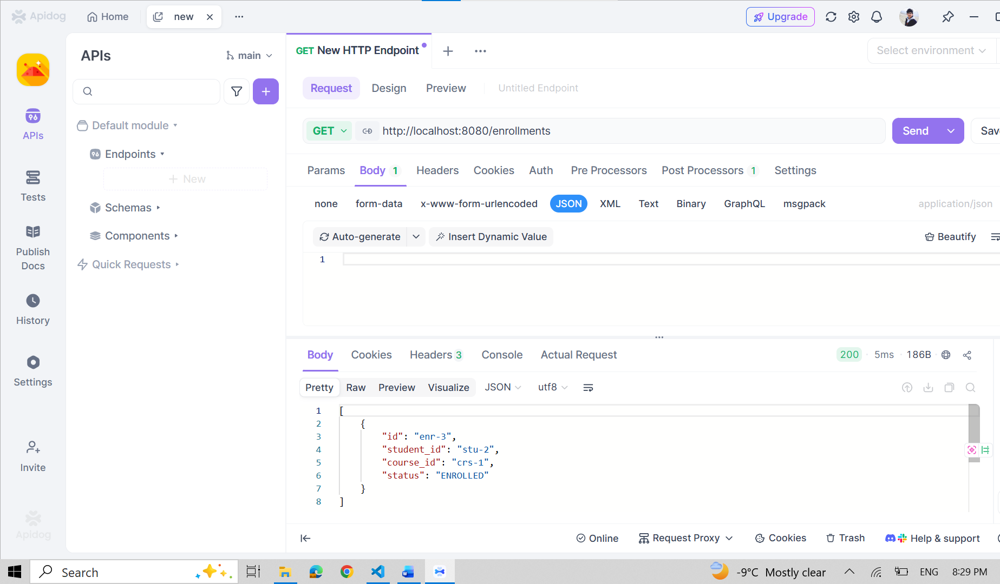 Apidog
Home
new
Upgrade
APIs
main
GET New HTTP Endpoint
Select environment
Request
Design
Preview
Untitled Endpoint
Default module
GET
http://localhost:8080/enrollments
Send
APIs
Endpoints
New
Params
Body 1
Headers
Cookies
Auth
Pre Processors
Post Processors 1
Settings
Tests
Schemas
none
form-data
x-www-form-urlencoded
JSON
XML
Text
Binary
GraphQL
msgpack
application/json
Components
Auto-generate
Insert Dynamic Value
Beautify
Publish
Docs
Quick Requests
1
History
Body
Cookies
Headers 3
Console
Actual Request
200
5ms
186B
Settings
Pretty
Raw
Preview
Visualize
JSON
utf8
1 [
2 {
3 "id": "enr-3",
4 "student_id": "stu-2",
5 "course_id": "crs-1",
6 "status": "ENROLLED"
7 }
8 ]
Invite
Apidog
Online
Request Proxy
Cookies
Trash
Help & support
Search
-9°C Mostly clear
ENG
8:29 PM